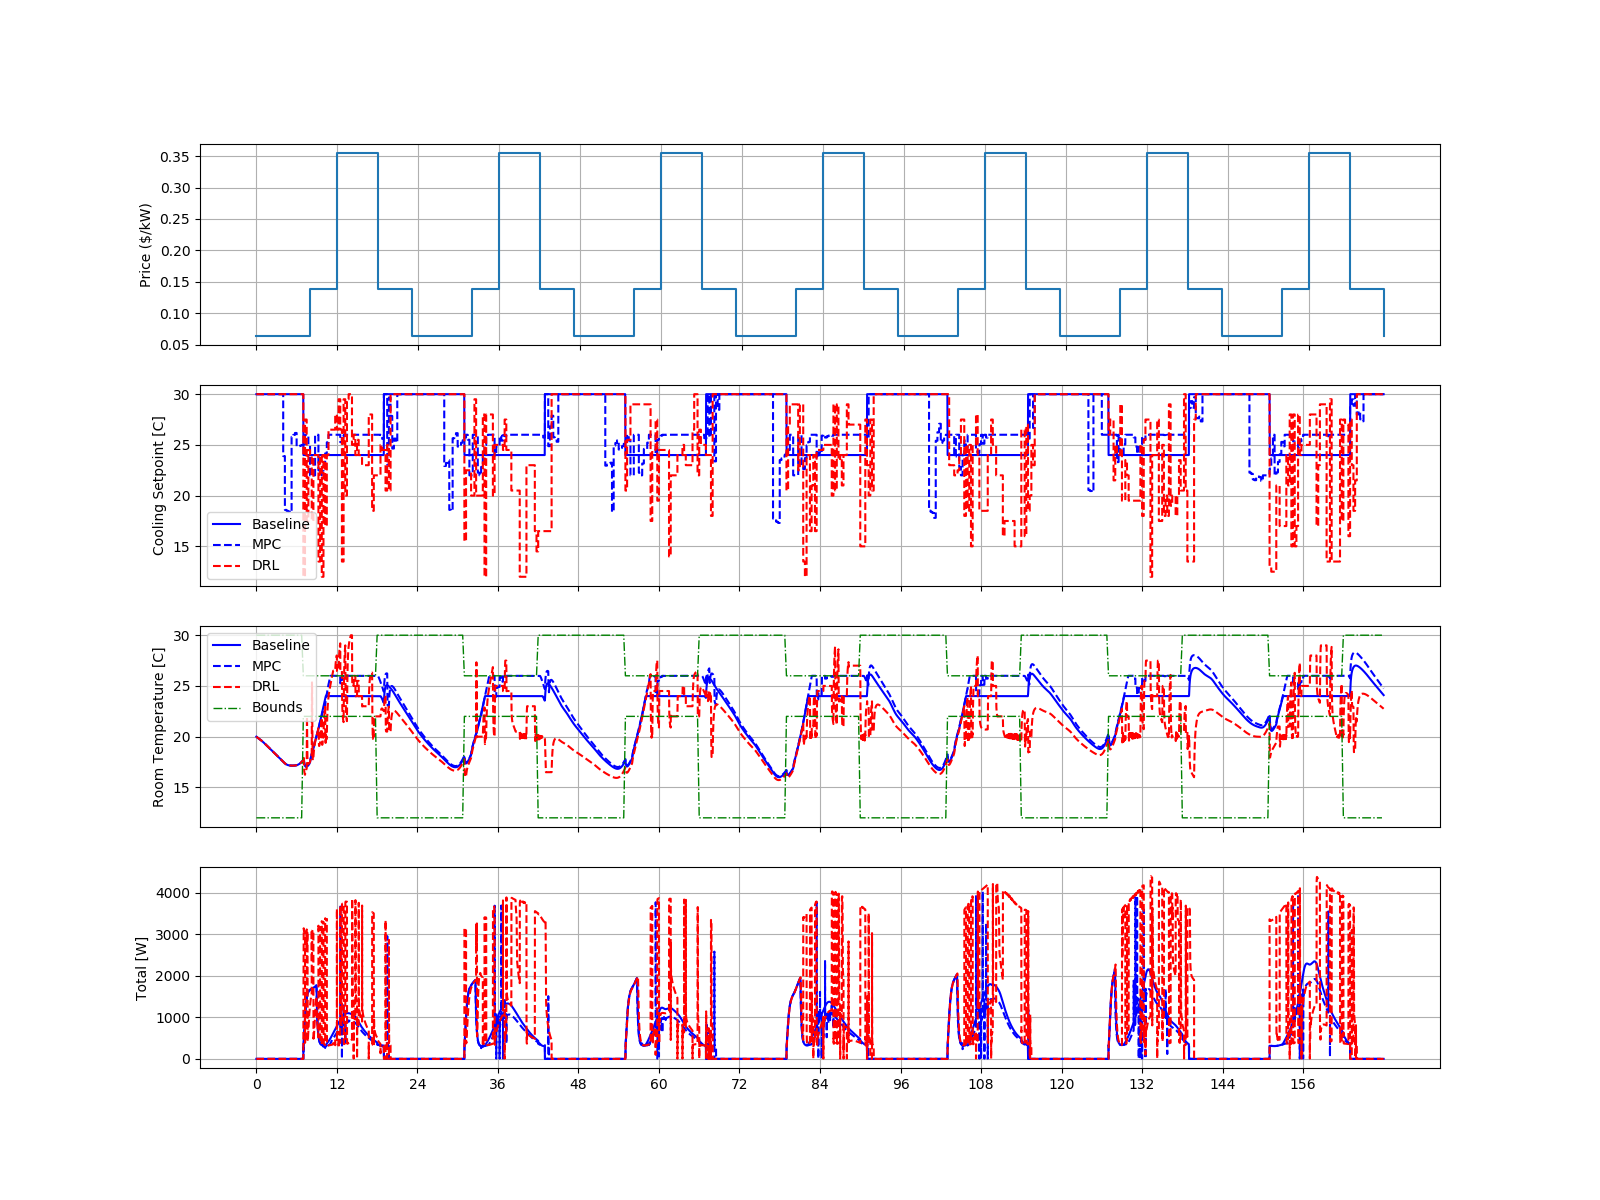 0.35
0.30
0.25
0.20
0.15
0.10
0.05
Price ($/kW)
30
25
20
15
Cooling Setpoint [C]
Baseline
MPC
DRL
30
25
20
15
Room Temperature [C]
Baseline
MPC
DRL
Bounds
4000
3000
2000
1000
0
Total [W]
0 12 24 36 48 60 72 84 96 108 120 132 144 156